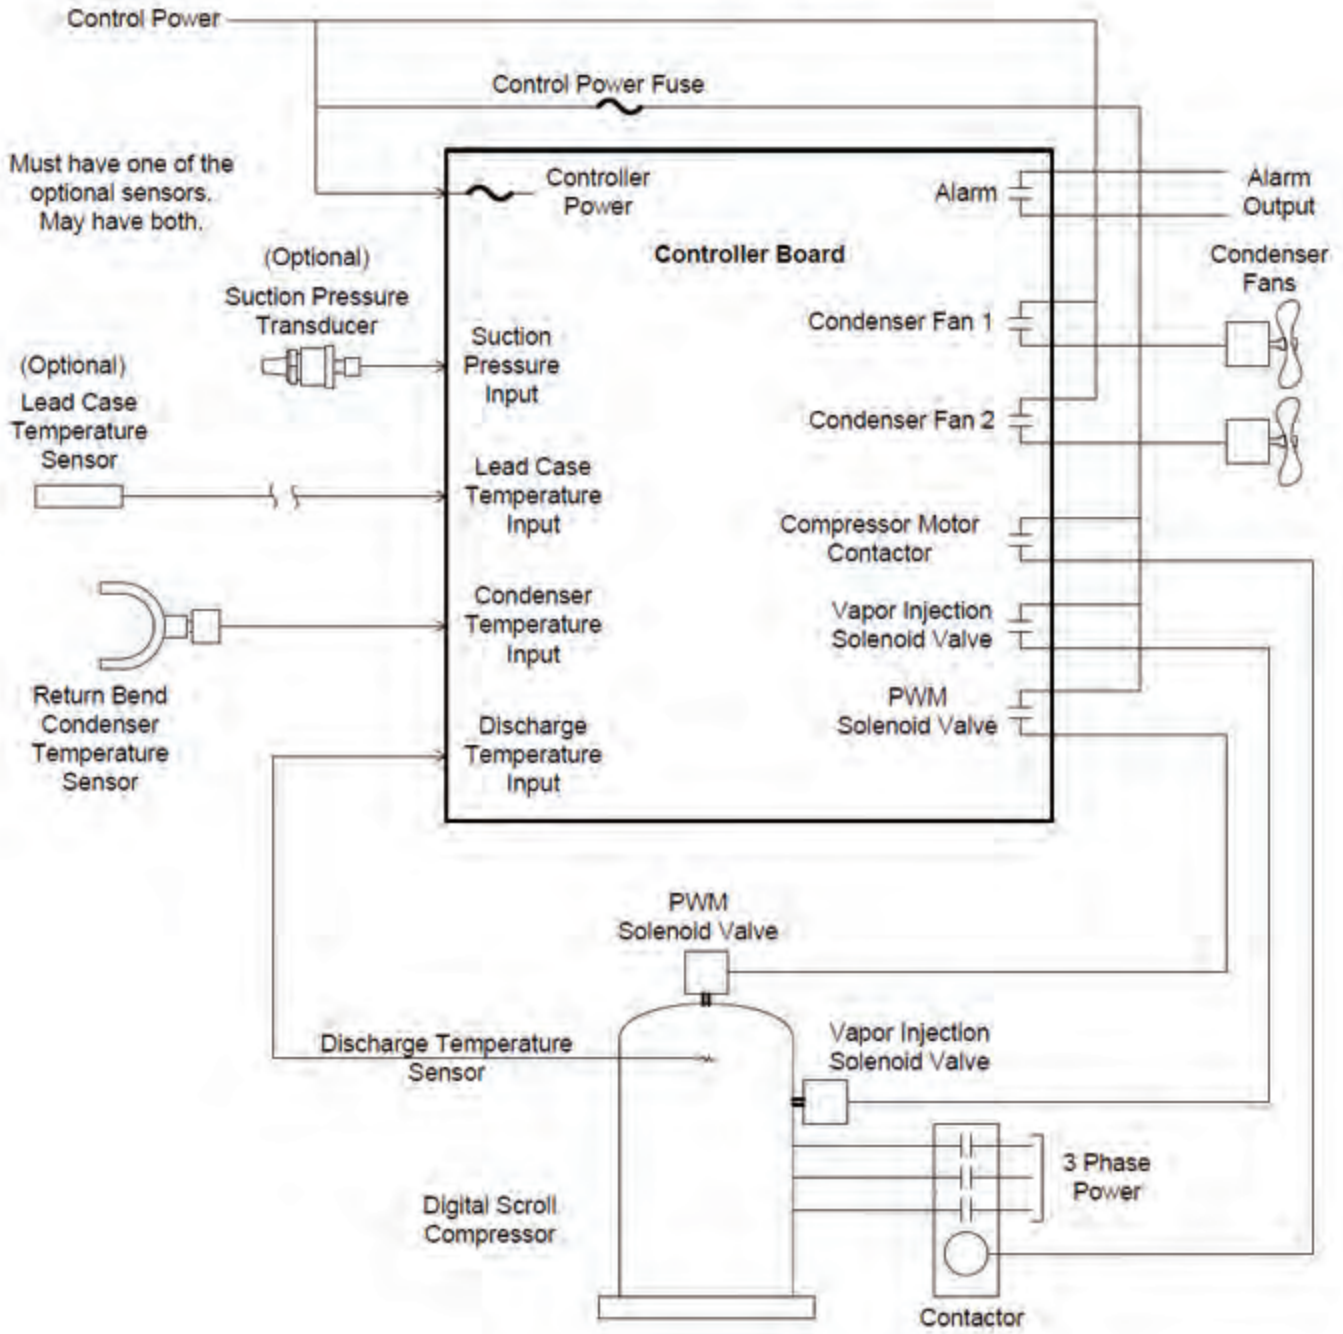 Control Power
Control Power Fuse
Must have one of the
optional sensors.
May have both.
Controller
Power
Alarm
Alarm
Output
Controller Board
(Optional)
Suction Pressure
Transducer
Condenser
Fans
Suction
Pressure
Input
Condenser Fan 1
(Optional)
Lead Case
Temperature
Sensor
Condenser Fan 2
Lead Case
Temperature
Input
Compressor Motor
Contactor
Condenser
Temperature
Input
Vapor Injection
Solenoid Valve
Return Bend
Condenser
Temperature
Sensor
PWM
Solenoid Valve
Discharge
Temperature
Input
PWM
Solenoid Valve
Discharge Temperature
Sensor
Vapor Injection
Solenoid Valve
3 Phase
Power
Digital Scroll
Compressor
Contactor